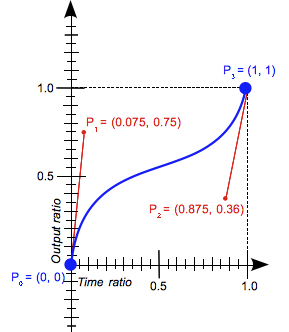 P3 = (1, 1)
1.0
P1 = (0.075, 0.75)
0.5
P2 = (0.875, 0.36)
Output ratio
P0 = (0, 0)
Time ratio
0.5
1.0